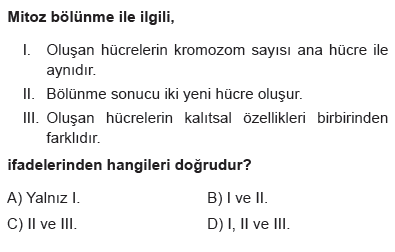 Mitoz bölünme ile ilgili,
I. Oluşan hücrelerin kromozom sayısı ana hücre ile
aynıdır.
II. Bölünme sonucu iki yeni hücre oluşur.
III. Oluşan hücrelerin kalıtsal özellikleri birbirinden
farklıdır.
ifadelerinden hangileri doğrudur?
A) Yalnız I. B) I ve II.
C) II ve III. D) I, II ve III.